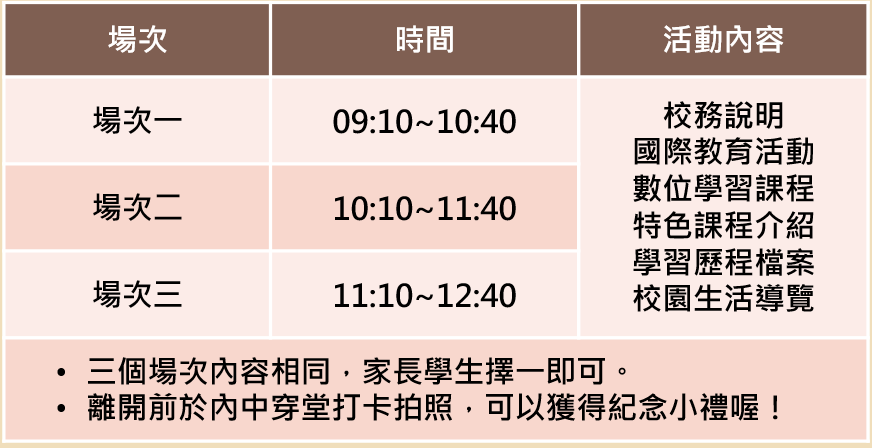 場次 時間 活動內容
場次一 09:10~10:40
場次二 10:10~11:40
場次三 11:10~12:40
校務說明
國際教育活動
數位學習課程
特色課程介紹
學習歷程檔案
校園生活導覽
• 三個場次內容相同，家長學生擇一即可。
• 離開前於內中穿堂打卡拍照，可以獲得紀念小禮喔！